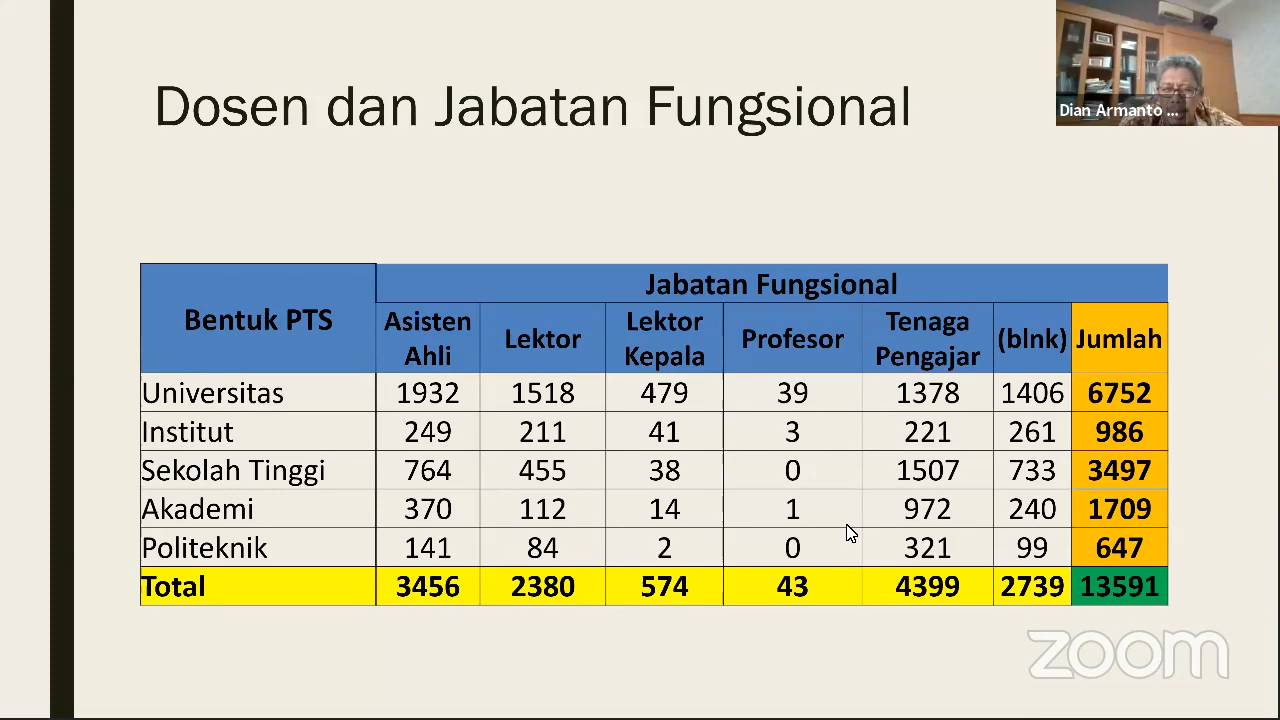 Dosen dan Jabatan Fungsional
Dian Armanto ...
Bentuk PTS
Jabatan Fungsional
Asisten Ahli
Lektor
Lektor Kepala
Profesor
Tenaga Pengajar
(blnk)
Jumlah
Universitas 1932 1518 479 39 1378 1406 6752
Institut 249 211 41 3 221 261 986
Sekolah Tinggi 764 455 38 0 1507 733 3497
Akademi 370 112 14 1 972 240 1709
Politeknik 141 84 2 0 321 99 647
Total 3456 2380 574 43 4399 2739 13591
zoom